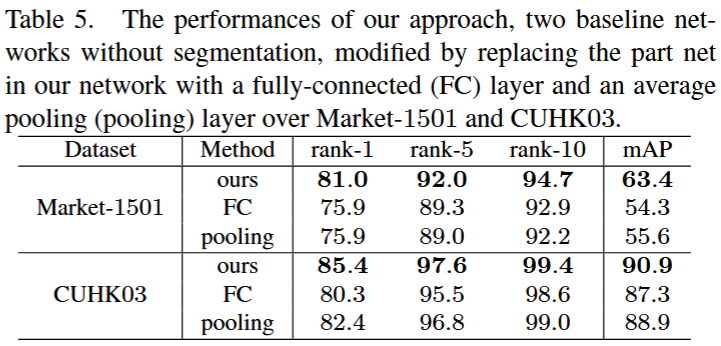 Table 5. The performances of our approach, two baseline net-
works without segmentation, modified by replacing the part net
in our network with a fully-connected (FC) layer and an average
pooling (pooling) layer over Market-1501 and CUHK03.
Dataset Method rank-1 rank-5 rank-10 mAP
ours 81.0 92.0 94.7 63.4
Market-1501 FC 75.9 89.3 92.9 54.3
pooling 75.9 89.0 92.2 55.6
ours 85.4 97.6 99.4 90.9
CUHK03 FC 80.3 95.5 98.6 87.3
pooling 82.4 96.8 99.0 88.9